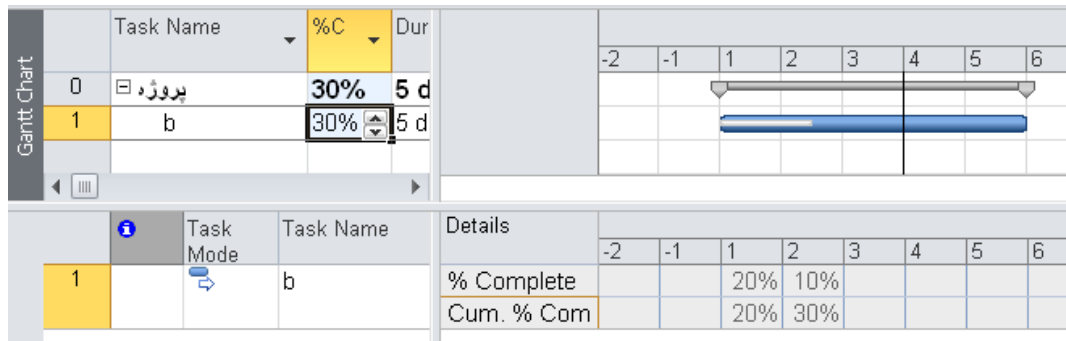 Gantt Chart
Task Name %C Dur
-2 -1 1 2 3 4 5 6
0 پروژه 30% 5 d
1 b 30% 5 d
Task Mode Task Name Details
-2 -1 1 2 3 4 5 6
1 b % Complete 20% 10%
Cum. % Com 20% 30%